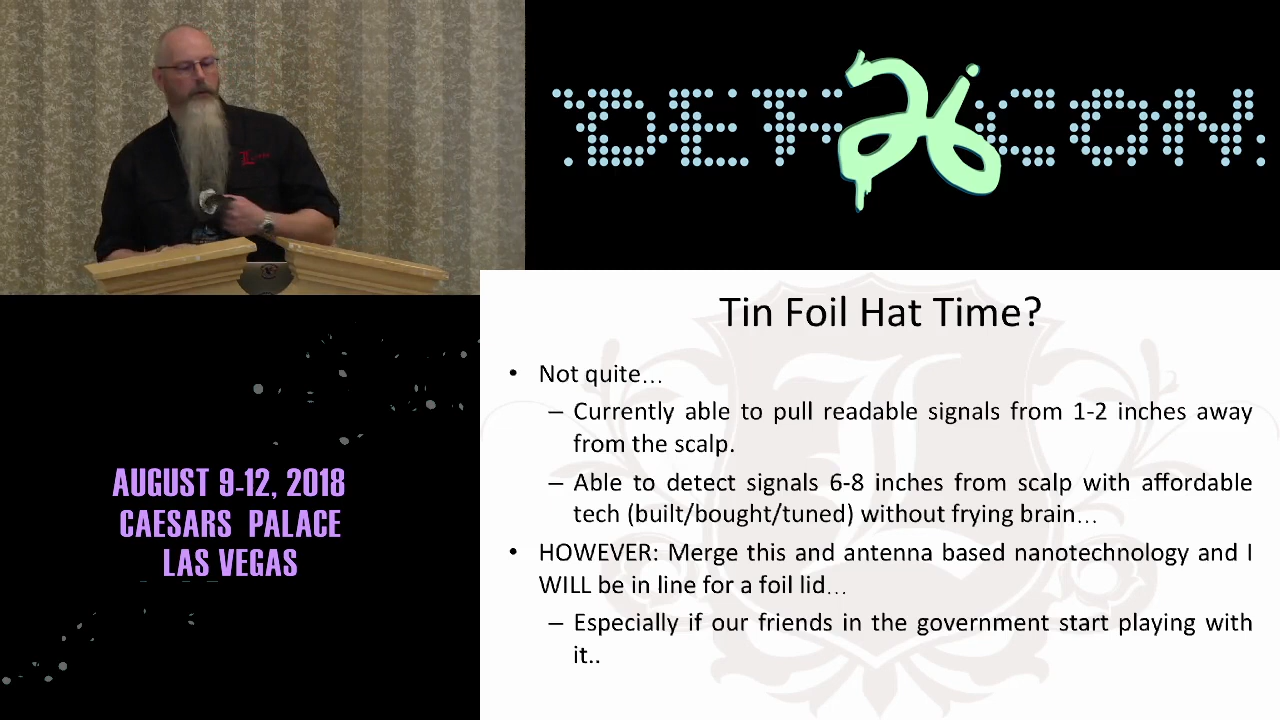 DEF 26 CON
Tin Foil Hat Time?
• Not quite…
– Currently able to pull readable signals from 1-2 inches away
from the scalp.
– Able to detect signals 6-8 inches from scalp with affordable
tech (built/bought/tuned) without frying brain…
• HOWEVER: Merge this and antenna based nanotechnology and I
WILL be in line for a foil lid…
– Especially if our friends in the government start playing with
it..
AUGUST 9-12, 2018
CAESARS PALACE
LAS VEGAS